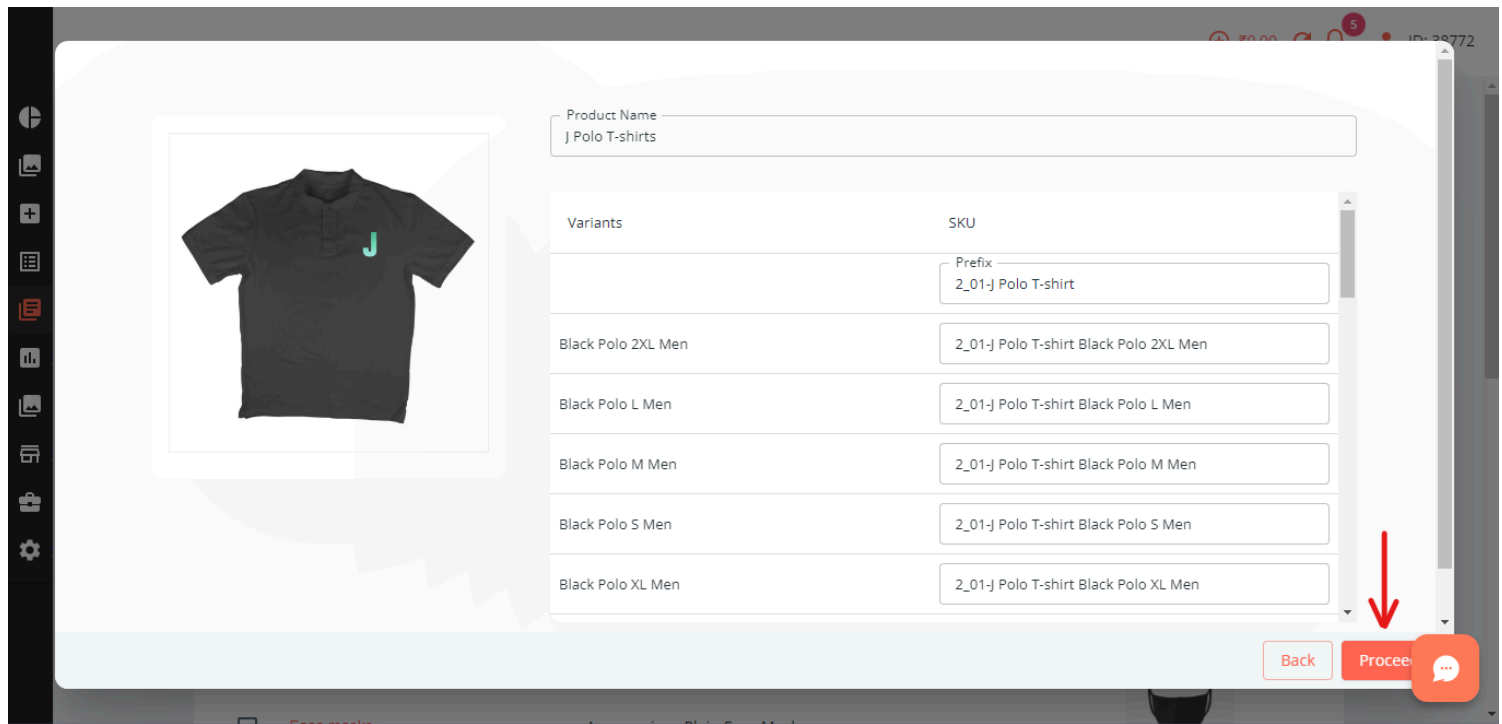 5
₹0.00
ID: 38772
Product Name
J Polo T-shirts
J
Variants SKU
Prefix
2_01-J Polo T-shirt
Black Polo 2XL Men 2_01-J Polo T-shirt Black Polo 2XL Men
Black Polo L Men 2_01-J Polo T-shirt Black Polo L Men
Black Polo M Men 2_01-J Polo T-shirt Black Polo M Men
Black Polo S Men 2_01-J Polo T-shirt Black Polo S Men
Black Polo XL Men 2_01-J Polo T-shirt Black Polo XL Men
Back Proceed